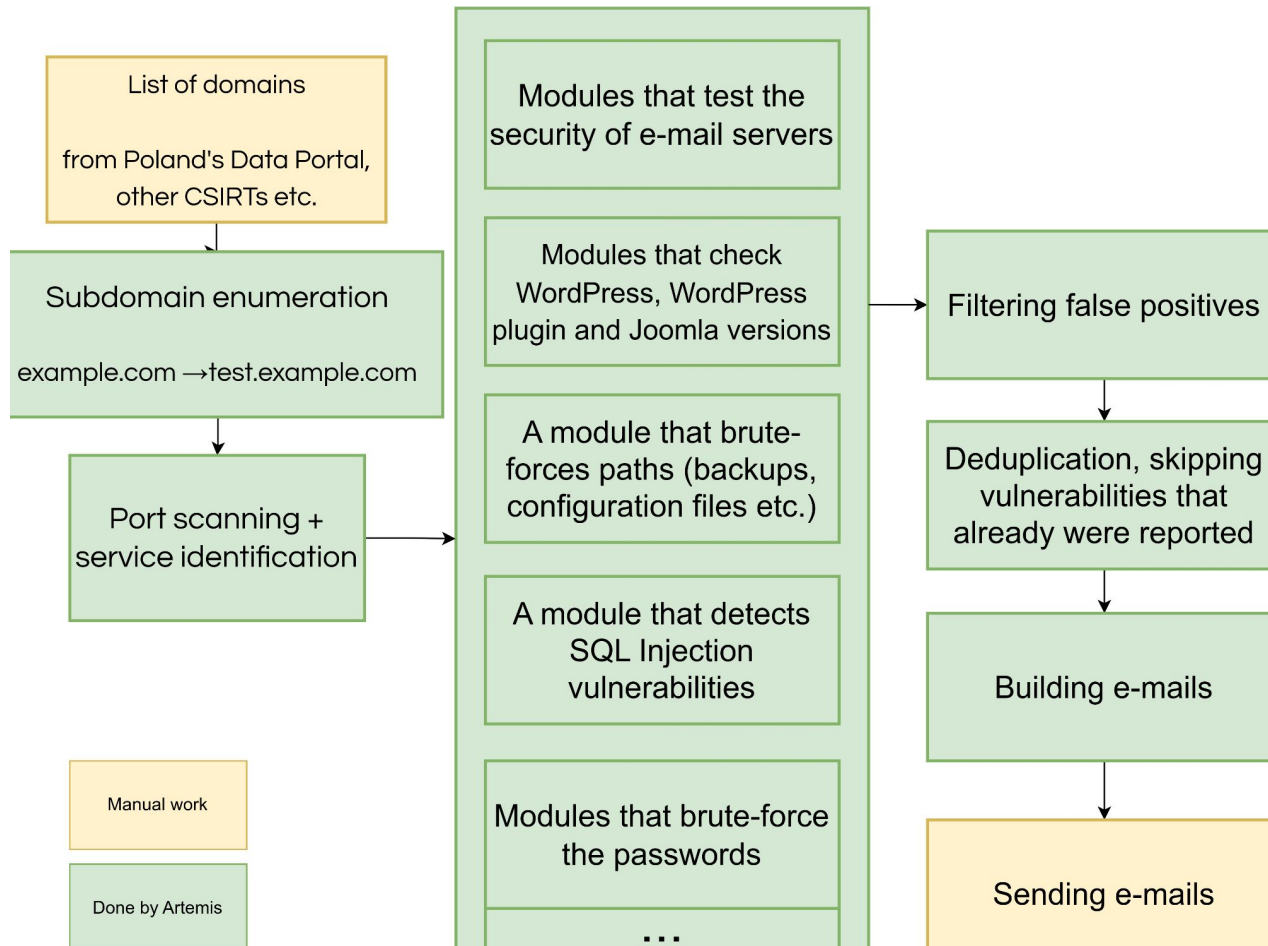 List of domains
from Poland's Data Portal,
other CSIRTs etc.
Subdomain enumeration
example.com →test.example.com
Port scanning +
service identification
Manual work
Done by Artemis
Modules that test the
security of e-mail servers
Modules that check
WordPress, WordPress
plugin and Joomla versions
A module that brute-
forces paths (backups,
configuration files etc.)
A module that detects
SQL Injection
vulnerabilities
Modules that brute-force
the passwords
...
Filtering false positives
Deduplication, skipping
vulnerabilities that
already were reported
Building e-mails
Sending e-mails